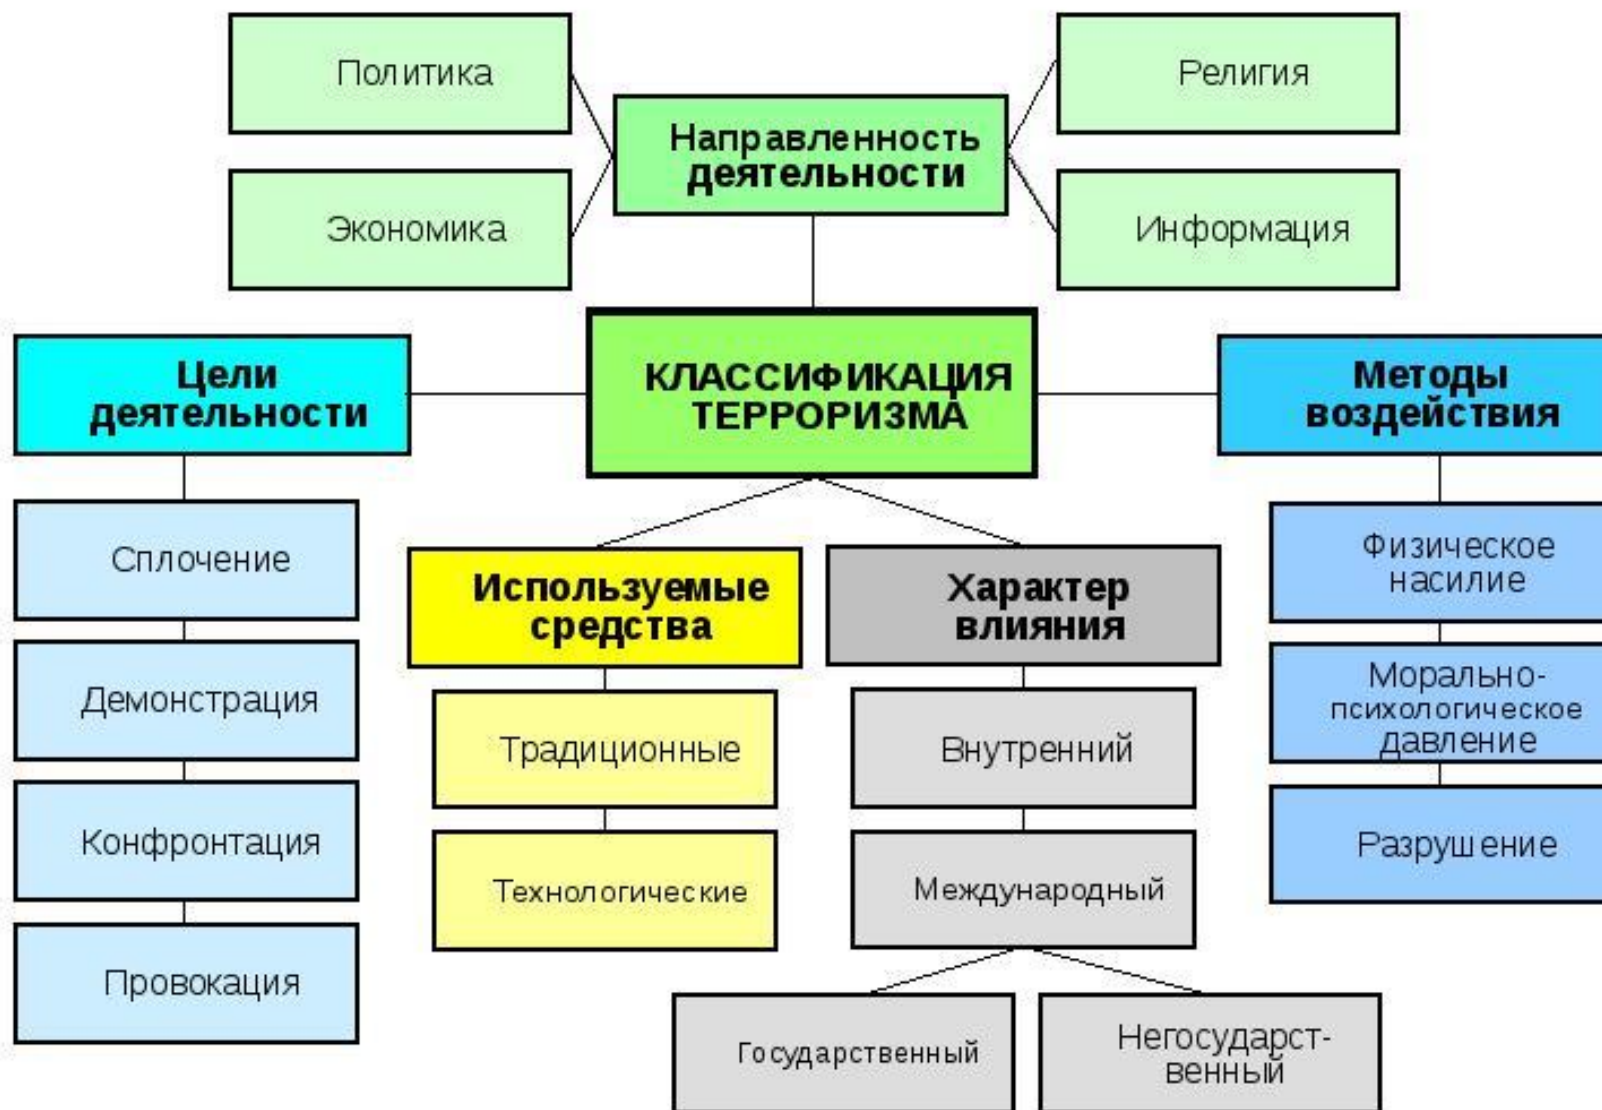 Политика
Религия
Направленность
деятельности
Экономика
Информация
Цели
деятельности
КЛАССИФИКАЦИЯ
ТЕРРОРИЗМА
Методы
воздействия
Сплочение
Демонстрация
Конфронтация
Провокация
Используемые
средства
Традиционные
Технологические
Характер
влияния
Внутренний
Международный
Государственный
Негосударст-
венный
Физическое
насилие
Морально-
психологическое
давление
Разрушение